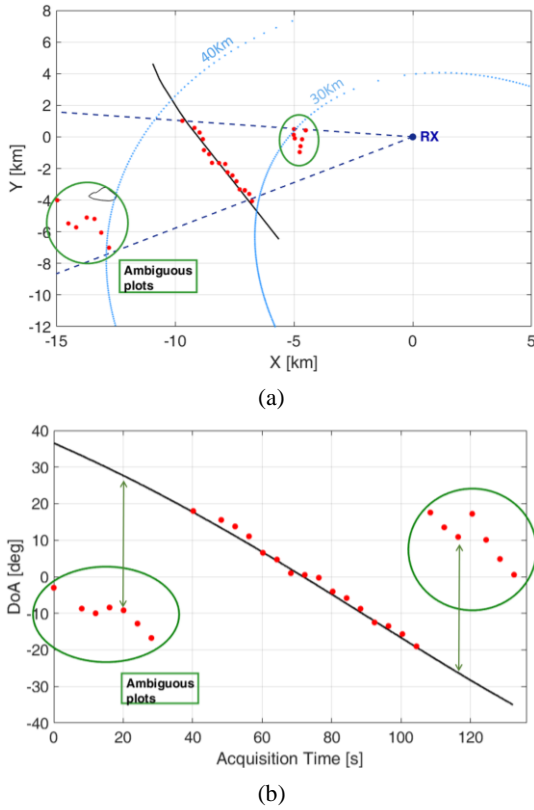 8
6
4
2
0
-2
-4
-6
-8
-10
-12
Y [km]
40Km
30Km
RX
Ambiguous
plots
-15 -10 -5 0 5
X [km]
(a)
40
30
20
10
0
-10
-20
-30
-40
DoA [deg]
Ambiguous
plots
0 20 40 60 80 100 120
Acquisition Time [s]
(b)